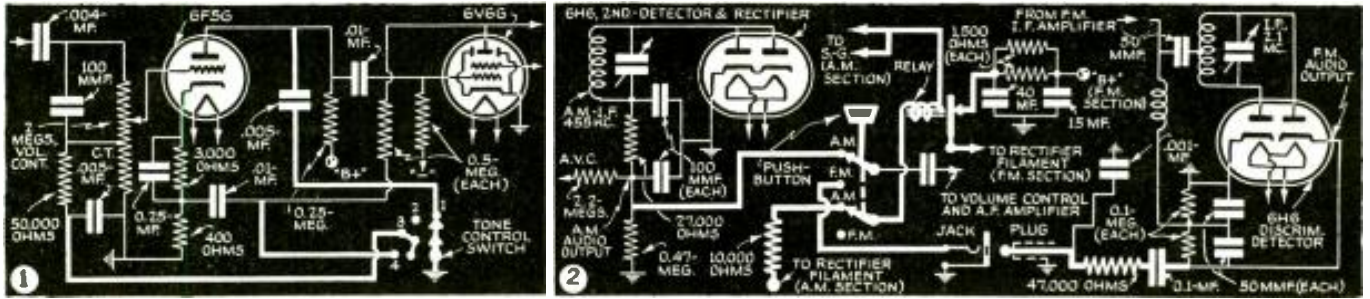 .004-
MF.
6F5G
.01-
MF.
6V6G
100
MMF.
2
MEGS.,
VOL.
CONT.
C.T.
.005-
MF.
50,000
OHMS
0.25-
MF.
3,000
OHMS
.01-
MF.
400
OHMS
.005-
MF.
"B+"
0.25-
MEG.
0.5-
MEG.
(EACH)
1
2
3
4
TONE
CONTROL
SWITCH
1
6H6, 2ND-DETECTOR & RECTIFIER
A.M.-I.F.
455 KC.
A.V.C.
2.2-
MEGS.
A.M.
AUDIO
OUTPUT
100
MMF.
(EACH)
27,000
OHMS
0.47-
MEG.
10,000
OHMS
TO
S-G
(A.M.
SECTION)
RELAY
PUSH-
BUTTON
A.M.
F.M.
A.M.
F.M.
TO RECTIFIER
FILAMENT
(A.M. SECTION)
1,500
OHMS
EACH)
40
MF.
"B+"
(F.M.
SECTION)
15 MF.
TO RECTIFIER
FILAMENT
(F.M. SECTION)
TO VOLUME CONTROL
AND A.F. AMPLIFIER
JACK
PLUG
FROM F.M.
I.F. AMPLIFIER
50
MMF.
I.F.
2.1
MC.
F.M.
AUDIO
OUTPUT
.001-
MF.
0.1-
MEG.
(EACH)
6H6
DISCRIM-
DETECTOR
47,000 OHMS
0.1-MF.
50 MMF. (EACH)
2